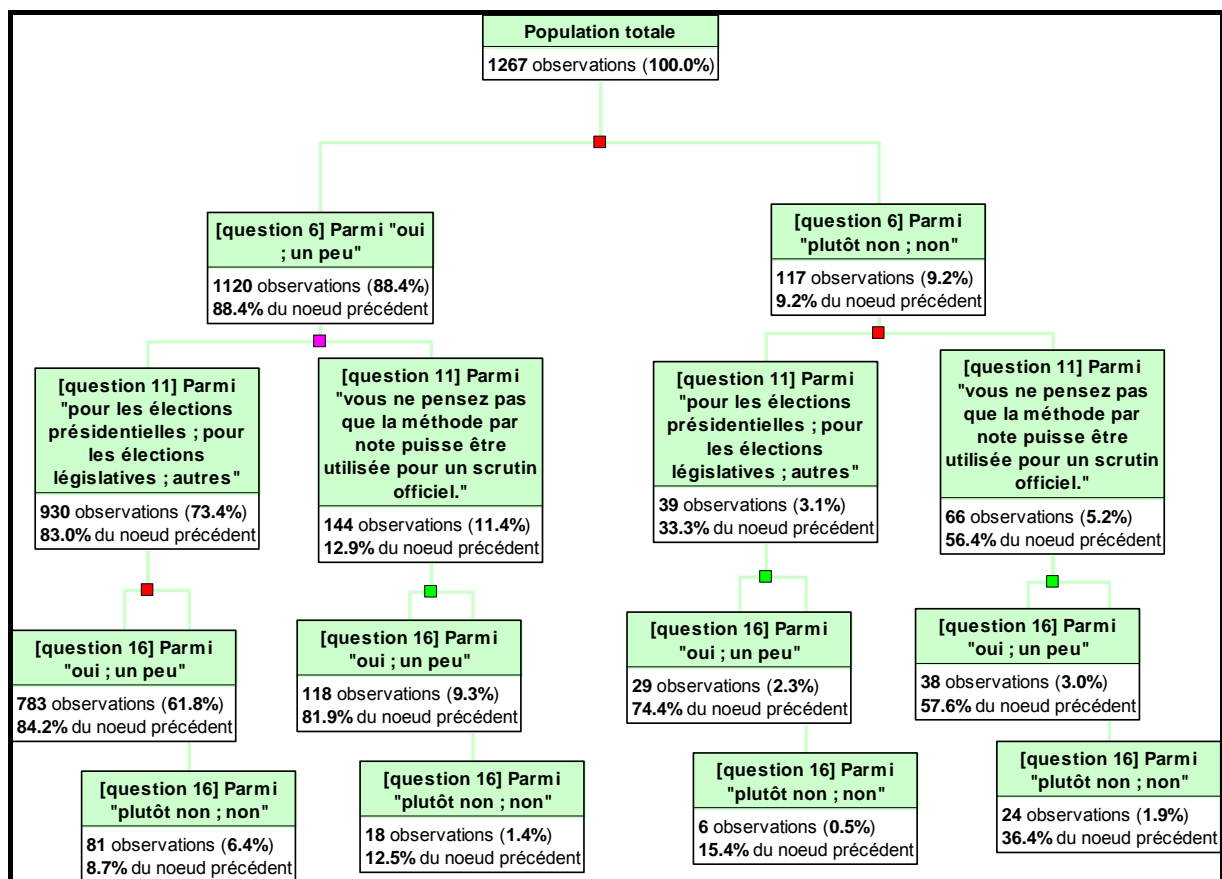 Population totale
1267 observations (100.0%)
[question 6] Parmi "oui
; un peu"
1120 observations (88.4%)
88.4% du noeud précédent
[question 6] Parmi
"plutôt non ; non"
117 observations (9.2%)
9.2% du noeud précédent
[question 11] Parmi
"pour les élections
présidentielles ; pour
les élections
législatives ; autres"
930 observations (73.4%)
83.0% du noeud précédent
[question 11] Parmi
"vous ne pensez pas
que la méthode par
note puisse être
utilisée pour un scrutin
officiel."
144 observations (11.4%)
12.9% du noeud précédent
[question 11] Parmi
"pour les élections
présidentielles ; pour
les élections
législatives ; autres"
39 observations (3.1%)
33.3% du noeud précédent
[question 11] Parmi
"vous ne pensez pas
que la méthode par
note puisse être
utilisée pour un scrutin
officiel."
66 observations (5.2%)
56.4% du noeud précédent
[question 16] Parmi
"oui ; un peu"
783 observations (61.8%)
84.2% du noeud précédent
[question 16] Parmi
"oui ; un peu"
118 observations (9.3%)
81.9% du noeud précédent
[question 16] Parmi
"oui ; un peu"
29 observations (2.3%)
74.4% du noeud précédent
[question 16] Parmi
"oui ; un peu"
38 observations (3.0%)
57.6% du noeud précédent
[question 16] Parmi
"plutôt non ; non"
81 observations (6.4%)
8.7% du noeud précédent
[question 16] Parmi
"plutôt non ; non"
18 observations (1.4%)
12.5% du noeud précédent
[question 16] Parmi
"plutôt non ; non"
6 observations (0.5%)
15.4% du noeud précédent
[question 16] Parmi
"plutôt non ; non"
24 observations (1.9%)
36.4% du noeud précédent